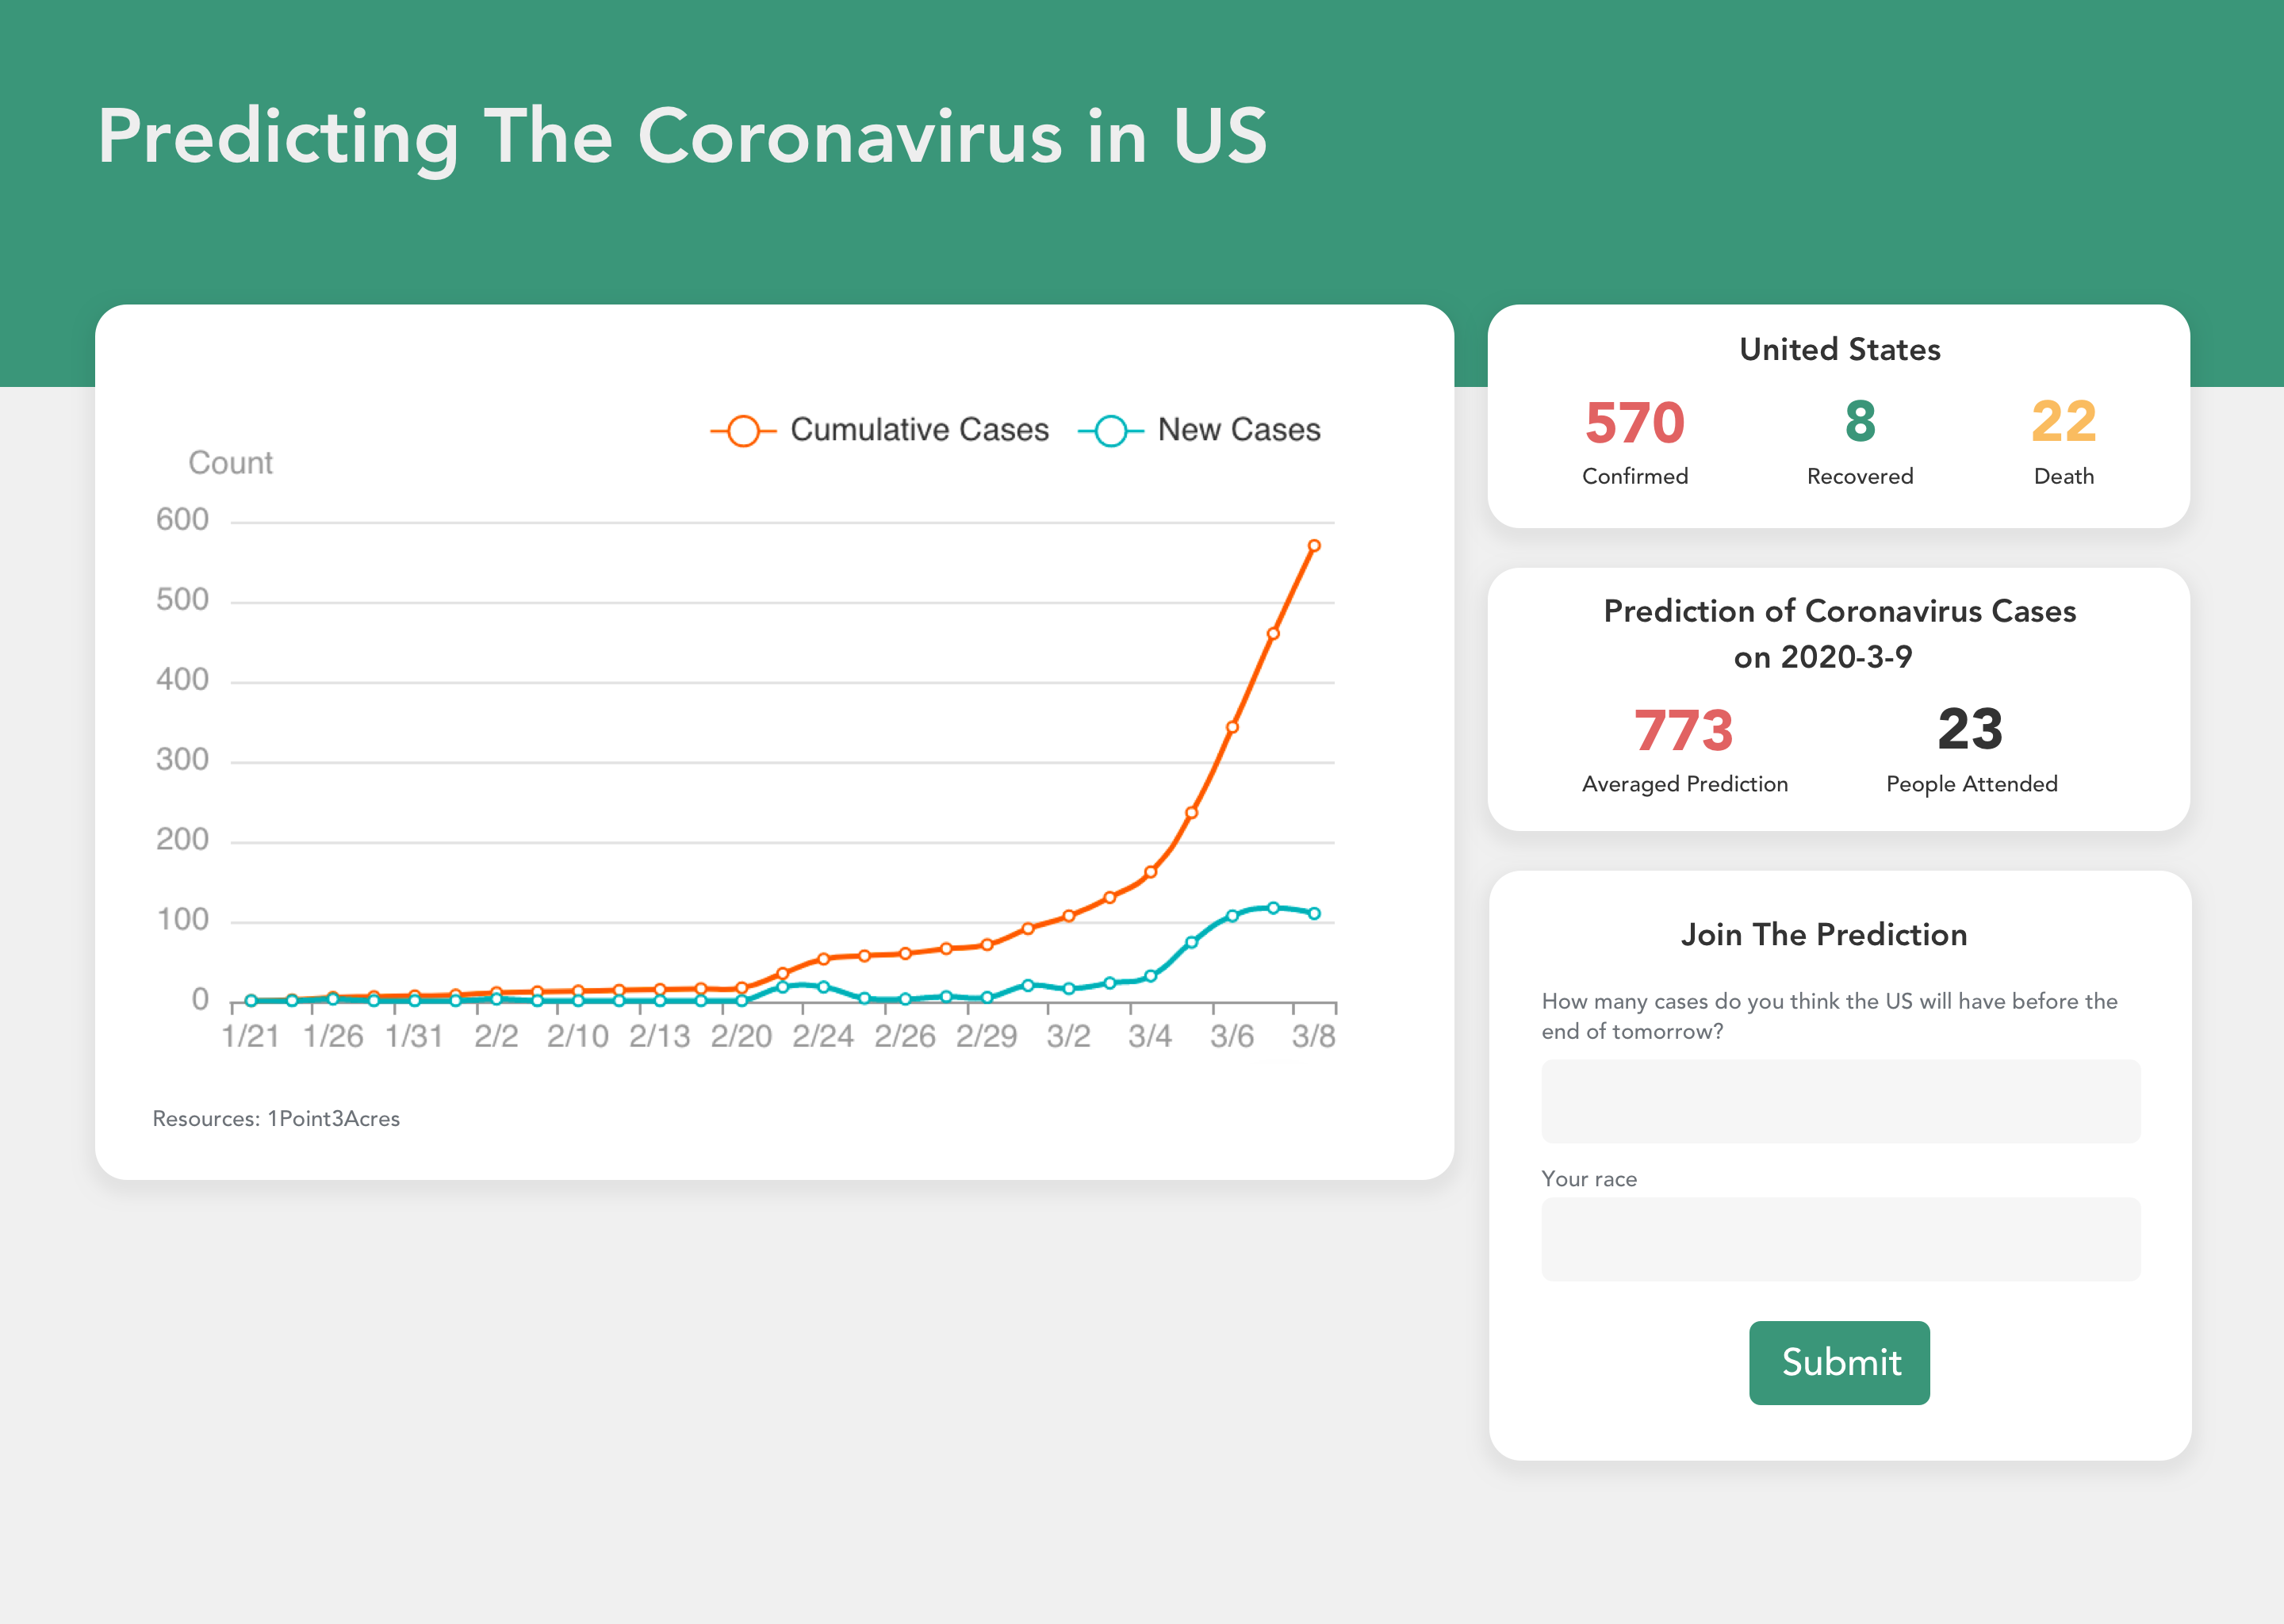 Predicting The Coronavirus in US
Cumulative Cases New Cases
Count
600
500
400
300
200
100
0
1/21 1/26 1/31 2/2 2/10 2/13 2/20 2/24 2/26 2/29 3/2 3/4 3/6 3/8
Resources: 1Point3Acres
United States
570 8 22
Confirmed Recovered Death
Prediction of Coronavirus Cases
on 2020-3-9
773 23
Averaged Prediction People Attended
Join The Prediction
How many cases do you think the US will have before the
end of tomorrow?
Your race
Submit